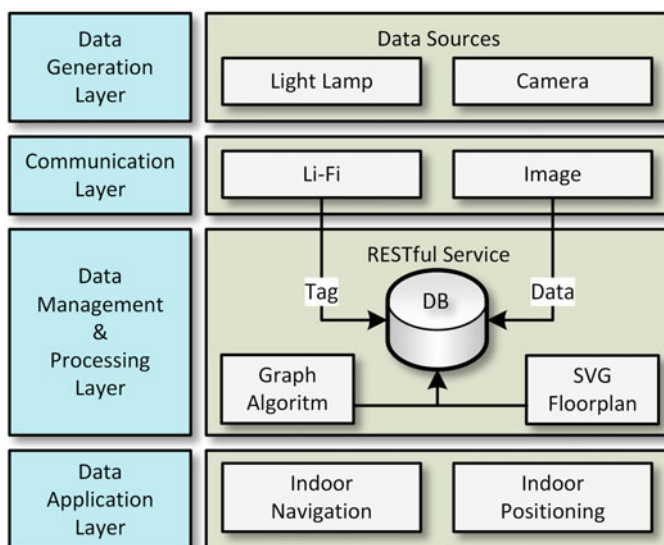 Data
Generation
Layer
Data Sources
Light Lamp
Camera
Communication
Layer
Li-Fi
Image
Data
Management
&
Processing
Layer
RESTful Service
Tag
DB
Data
Graph
Algoritm
SVG
Floorplan
Data
Application
Layer
Indoor
Navigation
Indoor
Positioning